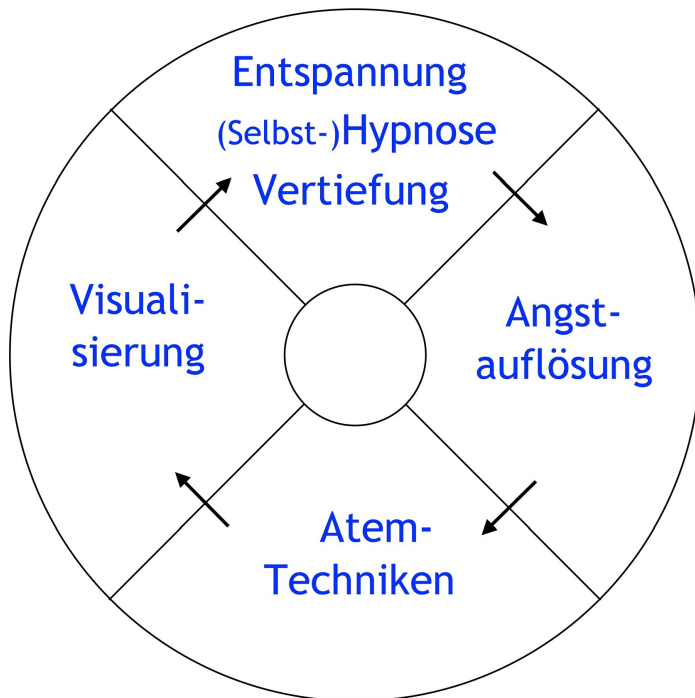 Entspannung
(Selbst-)Hypnose
Vertiefung
Angst-
auflösung
Atem-
Techniken
Visuali-
sierung